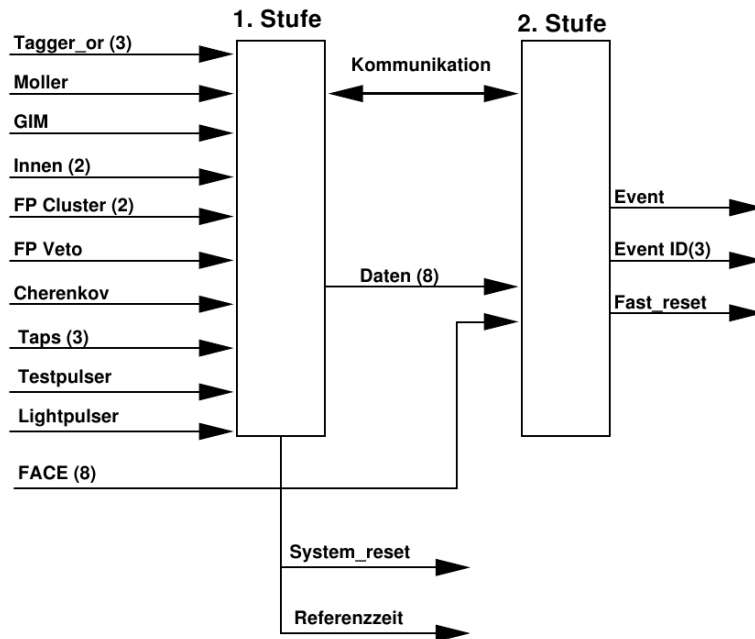 1. Stufe
2. Stufe
Tagger_or (3)
Moller
GIM
Innen (2)
FP Cluster (2)
FP Veto
Cherenkov
Taps (3)
Testpulser
Lightpulser
FACE (8)
Kommunikation
Daten (8)
Event
Event ID(3)
Fast_reset
System_reset
Referenzzeit